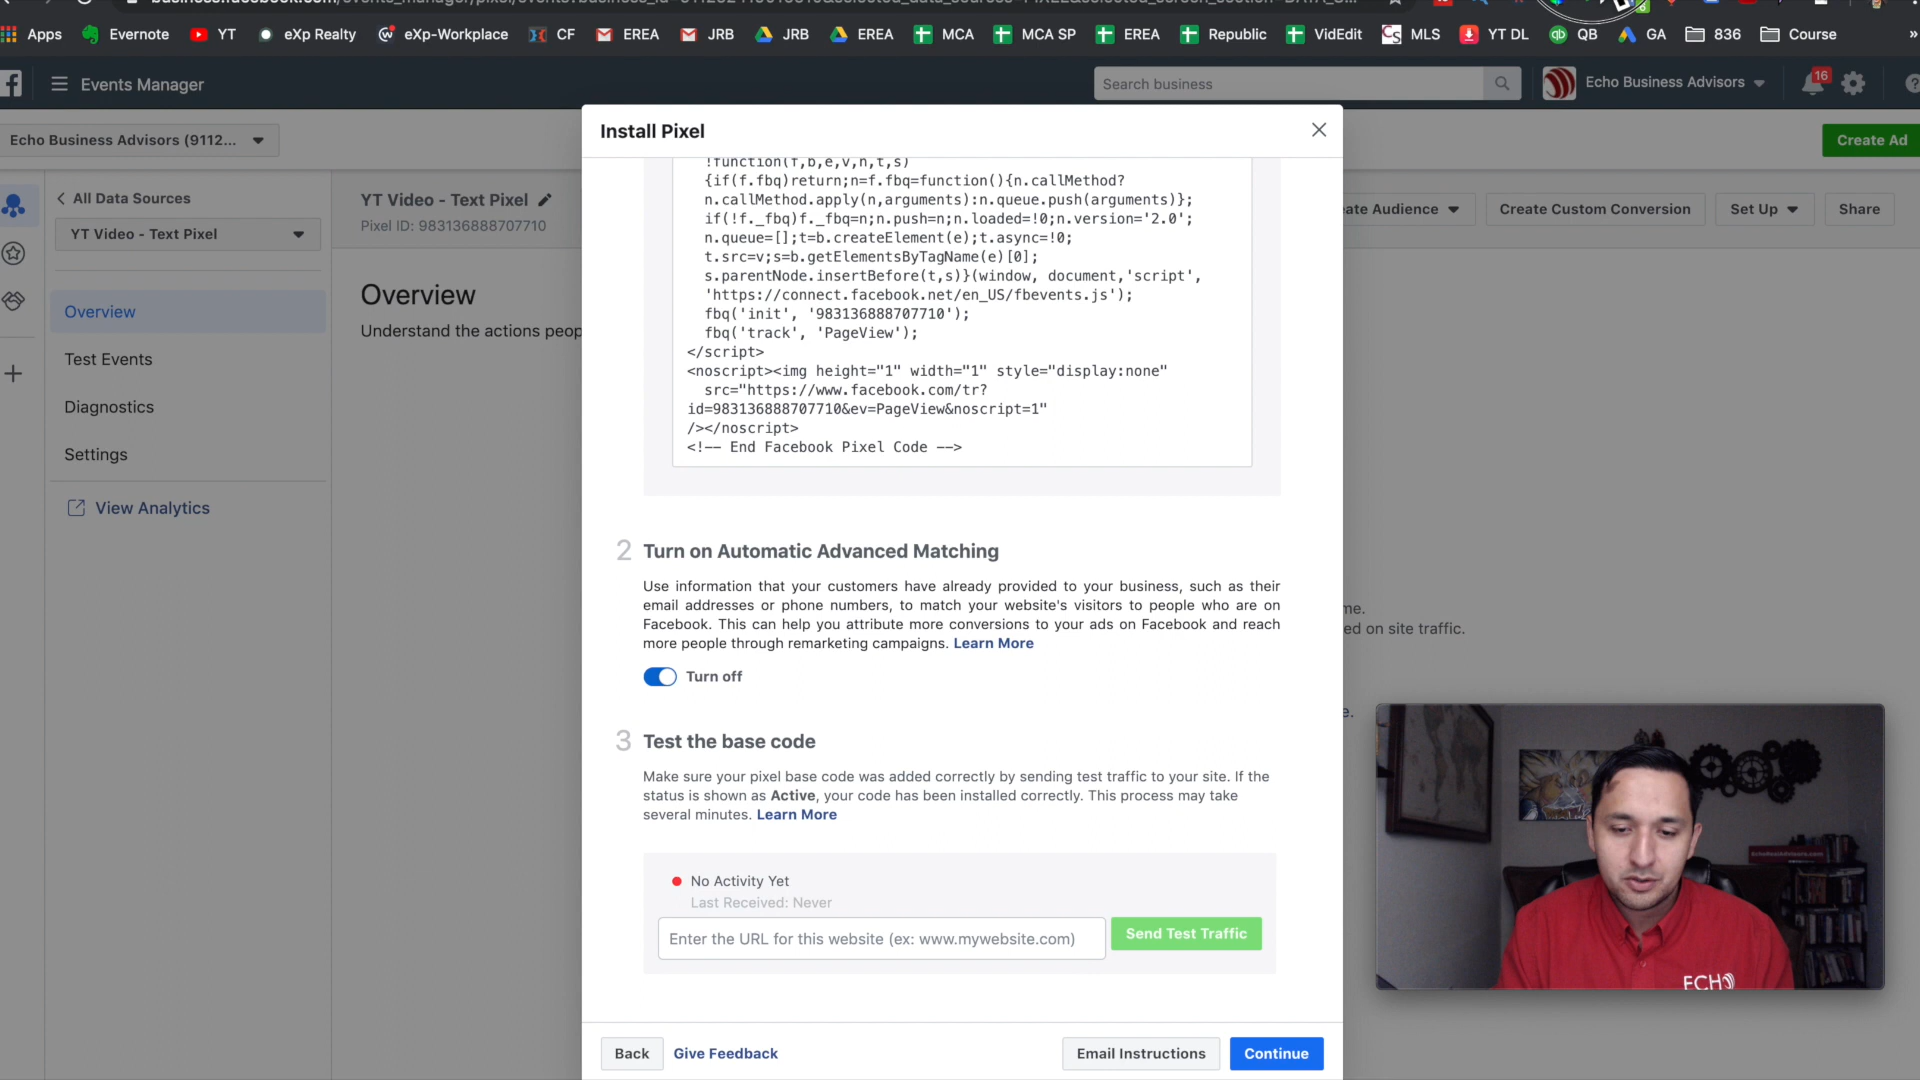 Apps
Evernote
YT
eXp Realty
eXp-Workplace
CF
EREA
JRB
JRB
EREA
MCA
MCA SP
EREA
Republic
VidEdit
MLS
YT DL
QB
GA
836
Course
»
Events Manager
Search business
Echo Business Advisors
16
Echo Business Advisors (9112...
Install Pixel
Create Ad
All Data Sources
YT Video - Text Pixel
YT Video - Text Pixel
Pixel ID: 983136888707710
ate Audience
Create Custom Conversion
Set Up
Share
Overview
Test Events
Diagnostics
Settings
View Analytics
Overview
Understand the actions peop
!function(f,b,e,v,n,t,s)
{if(f.fbq)return;n=f.fbq=function(){n.callMethod?
n.callMethod.apply(n,arguments):n.queue.push(arguments)};
if(!f._fbq)f._fbq=n;n.push=n;n.loaded=!0;n.version='2.0';
n.queue=[];t=b.createElement(e);t.async=!0;
t.src=v;s=b.getElementsByTagName(e)[0];
s.parentNode.insertBefore(t,s)}(window, document,'script',
'https://connect.facebook.net/en_US/fbevents.js');
fbq('init', '983136888707710');
fbq('track', 'PageView');
</script>
<noscript><img height="1" width="1" style="display:none"
src="https://www.facebook.com/tr?
id=983136888707710&ev=PageView&noscript=1"
/></noscript>
<!-- End Facebook Pixel Code -->
2 Turn on Automatic Advanced Matching
Use information that your customers have already provided to your business, such as their
email addresses or phone numbers, to match your website's visitors to people who are on
Facebook. This can help you attribute more conversions to your ads on Facebook and reach
more people through remarketing campaigns. Learn More
Turn off
me.
ed on site traffic.
e.
3 Test the base code
Make sure your pixel base code was added correctly by sending test traffic to your site. If the
status is shown as Active, your code has been installed correctly. This process may take
several minutes. Learn More
No Activity Yet
Last Received: Never
Enter the URL for this website (ex: www.mywebsite.com)
Send Test Traffic
Back
Give Feedback
Email Instructions
Continue
ECHO